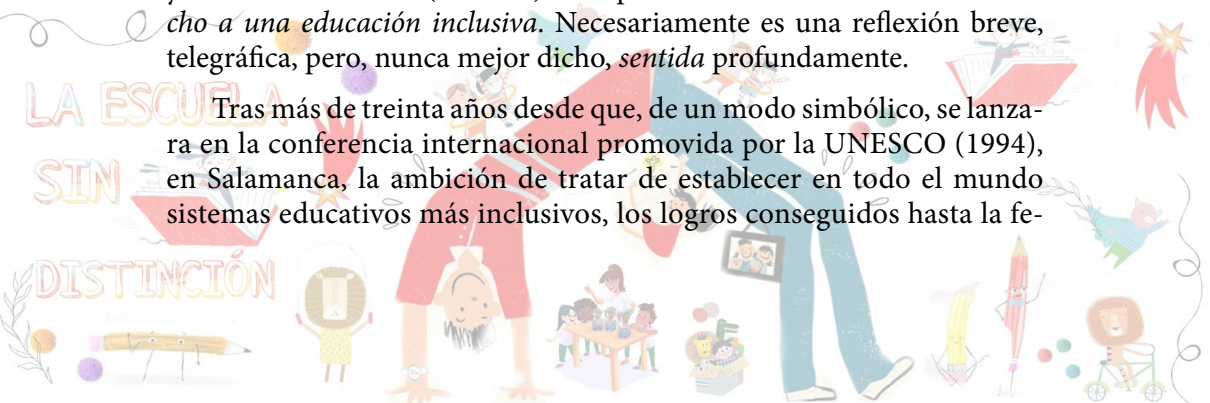 cho a una educación inclusiva. Necesariamente es una reflexión breve,
telegráfica, pero, nunca mejor dicho, sentida profundamente.
Tras más de treinta años desde que, de un modo simbólico, se lanza-
ra en la conferencia internacional promovida por la UNESCO (1994),
en Salamanca, la ambición de tratar de establecer en todo el mundo
sistemas educativos más inclusivos, los logros conseguidos hasta la fe-
LA ESCUELA
SIN
DISTINCIÓN